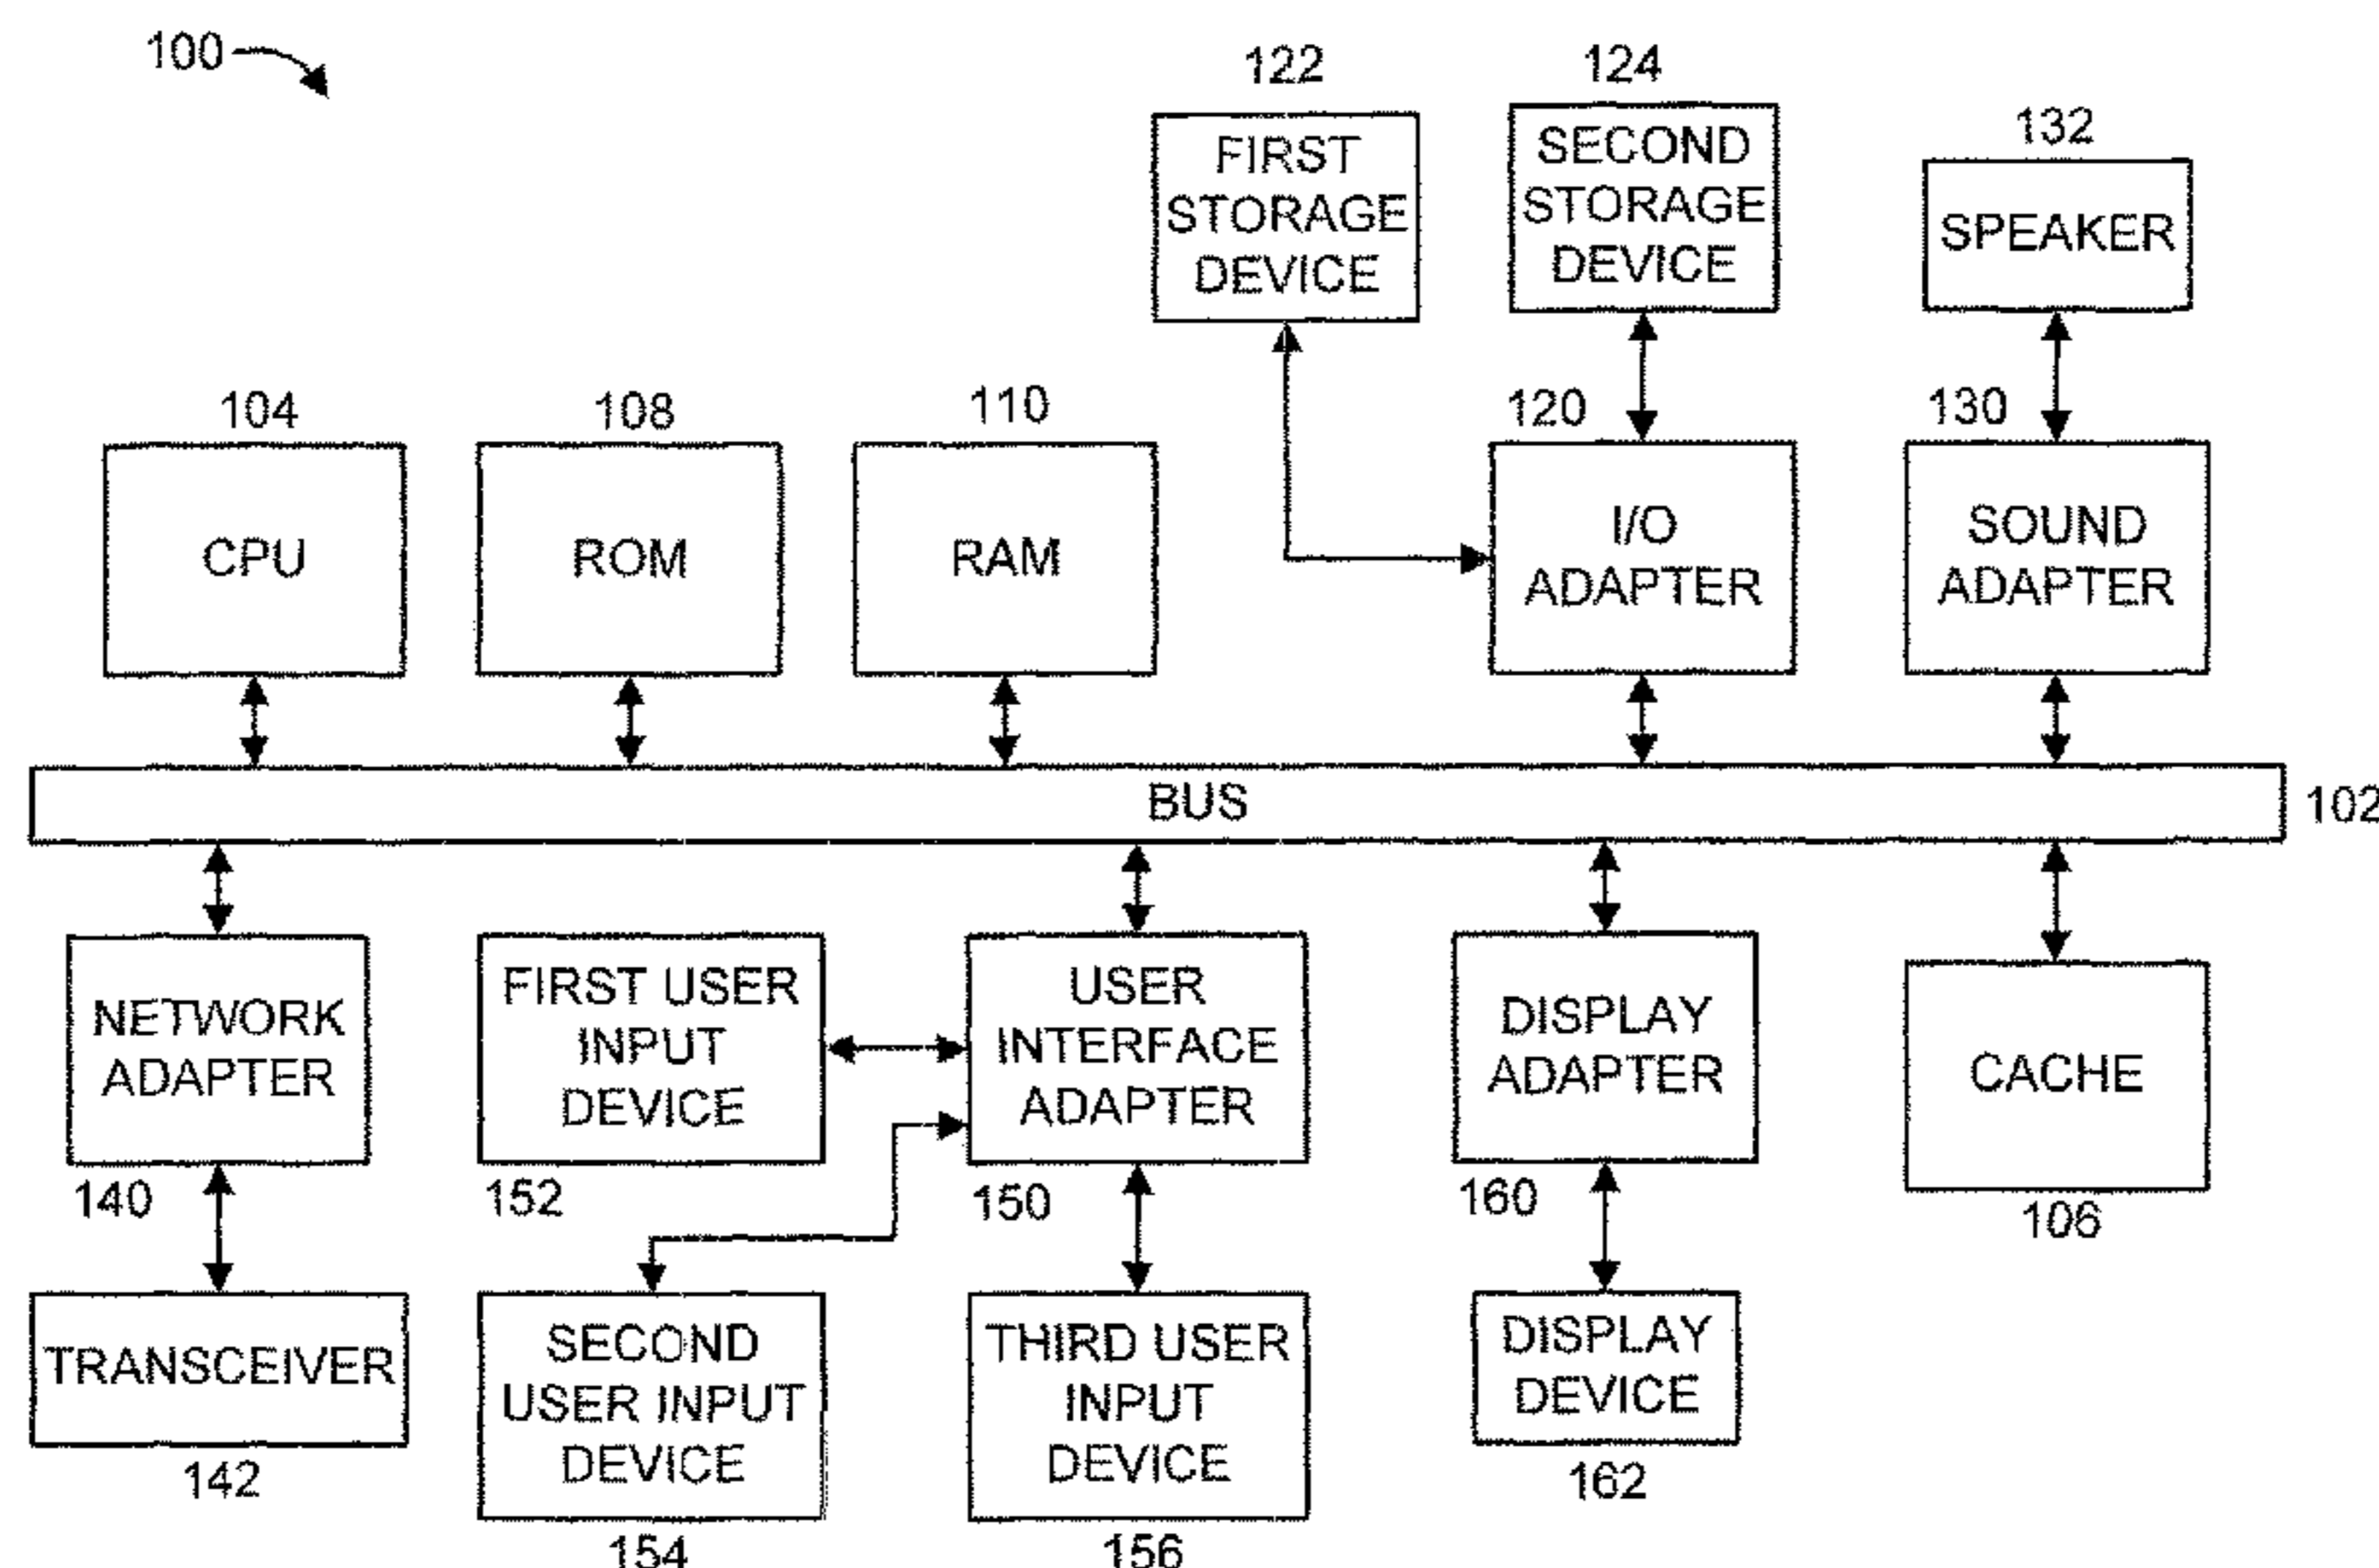 100
122
FIRST
STORAGE
DEVICE
124
SECOND
STORAGE
DEVICE
132
SPEAKER
104
CPU
108
ROM
110
RAM
120
I/O
ADAPTER
130
SOUND
ADAPTER
BUS
102
NETWORK
ADAPTER
140
FIRST USER
INPUT
DEVICE
152
USER
INTERFACE
ADAPTER
150
DISPLAY
ADAPTER
160
CACHE
106
TRANSCEIVER
142
SECOND
USER INPUT
DEVICE
154
THIRD USER
INPUT
DEVICE
156
DISPLAY
DEVICE
162